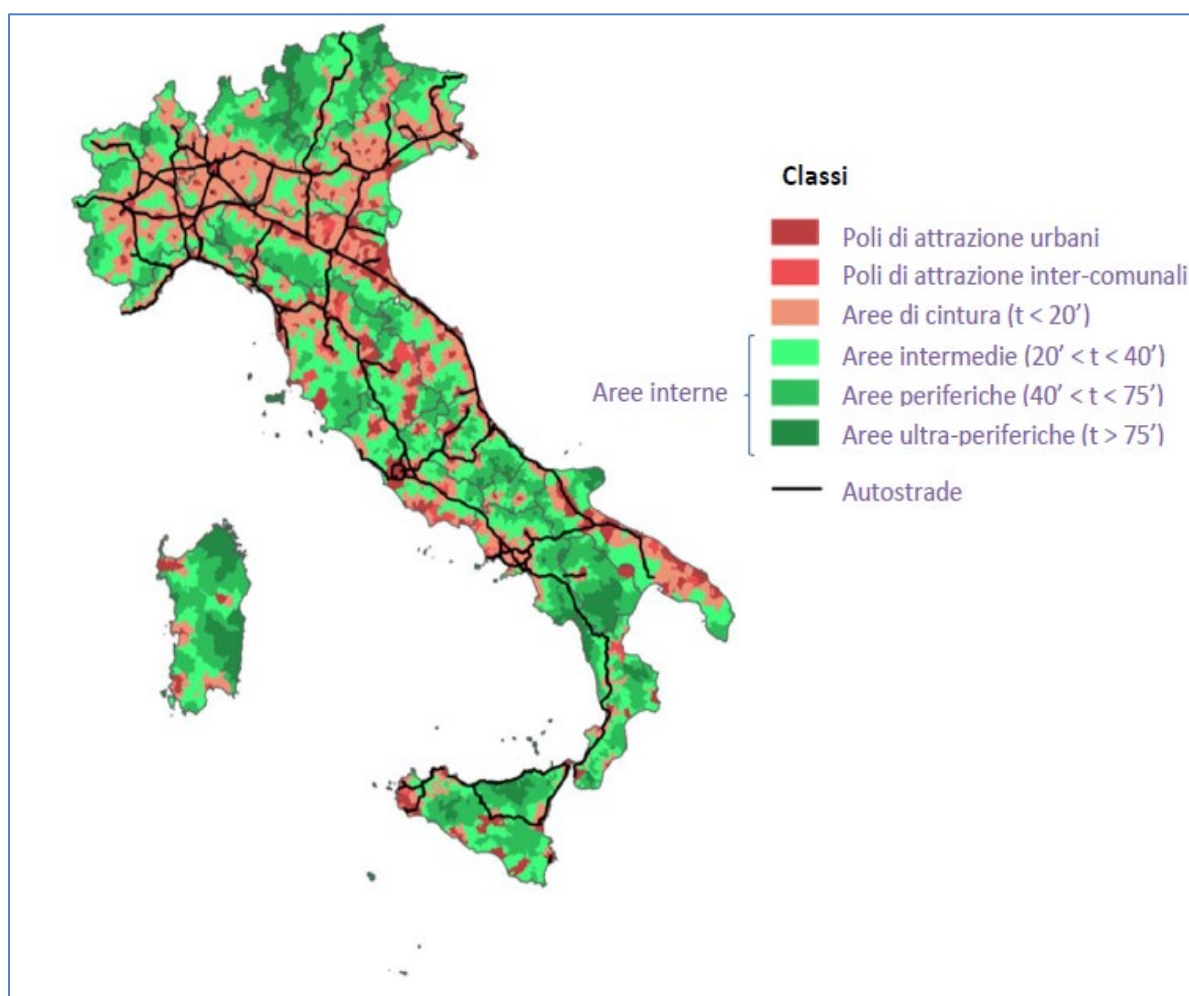 Classi
Poli di attrazione urbani
Poli di attrazione inter-comunali
Aree di cintura (t < 20’)
Aree interne
Aree intermedie (20’ < t < 40’)
Aree periferiche (40’ < t < 75’)
Aree ultra-periferiche (t > 75’)
Autostrade